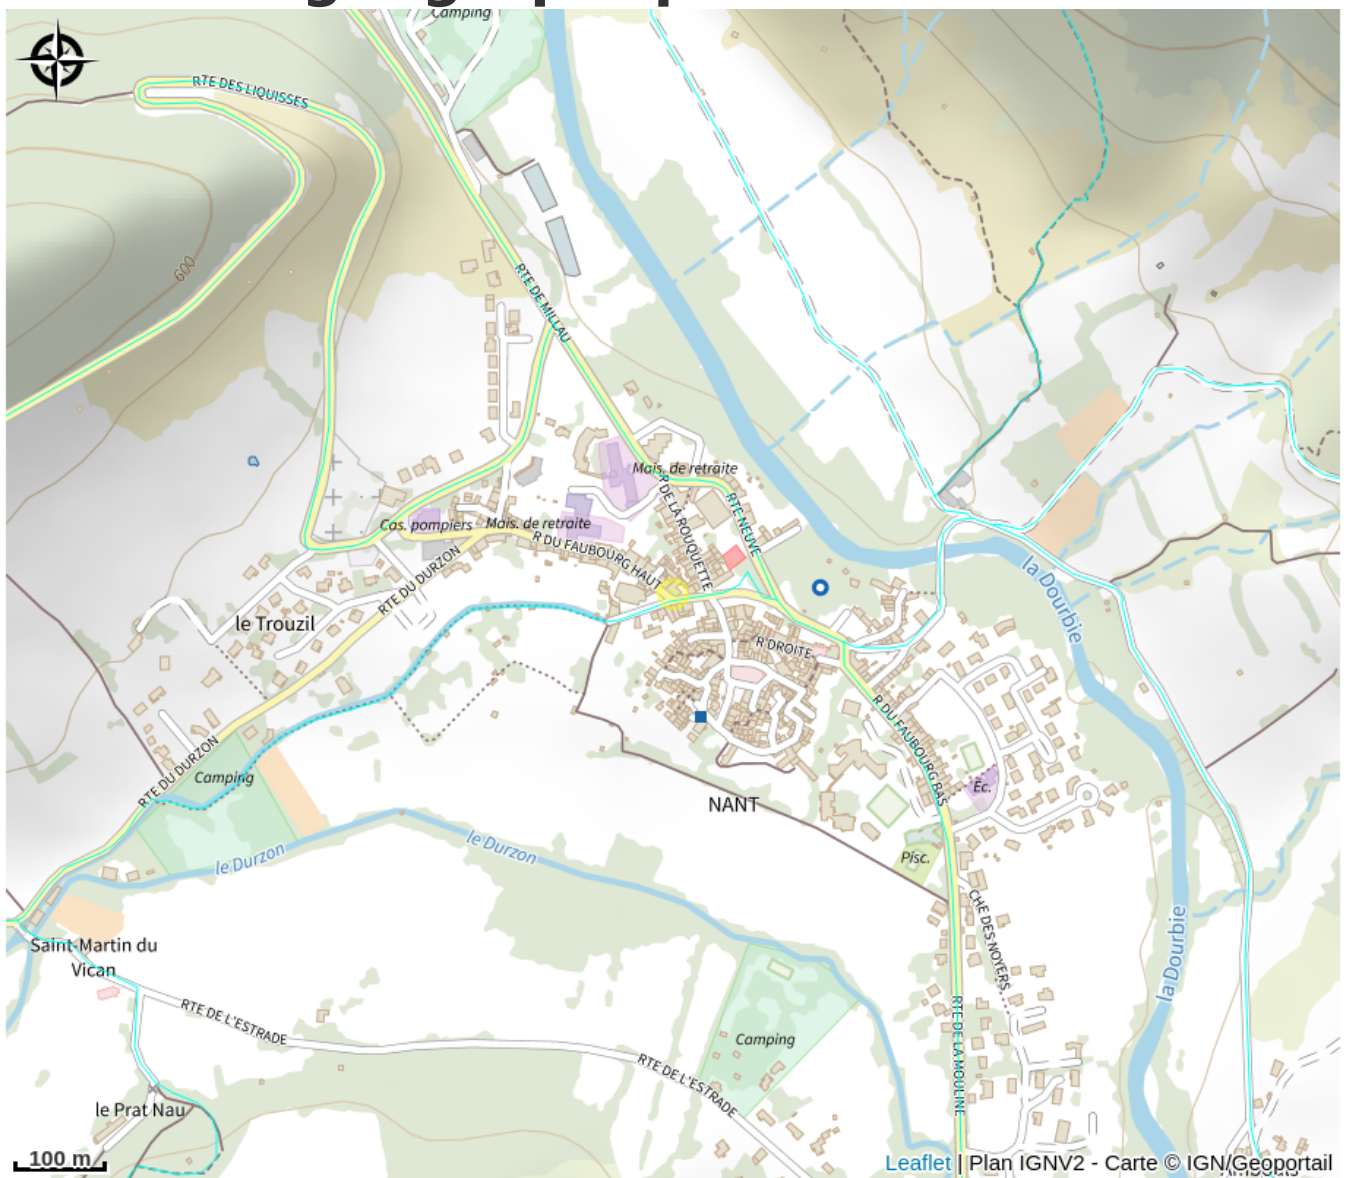 Camping
RTE DES LIQUISSES
600
RTE DE MILLAU
Mais. de retraite
R DE LA ROUQUETTE
RTE NEUVE
Cas. pompiers
Mais. de retraite
R DU FAUBOURG HAUT
RTE DU DURZON
la Dourbie
le Trouzil
R DROITE
R DU FAUBOURG BAS
RTE DU DURZON
Camping
Éc.
NANT
le Durzon
le Durzon
Pisc.
CHE DES NOYERS
la Dourbie
Saint-Martin du
Vican
RTE DE L'ESTRADE
RTE DE LA MOULINE
Camping
RTE DE L'ESTRADE
le Prat Nau
100 m
Leaflet | Plan IGNV2 - Carte © IGN/Geoportail